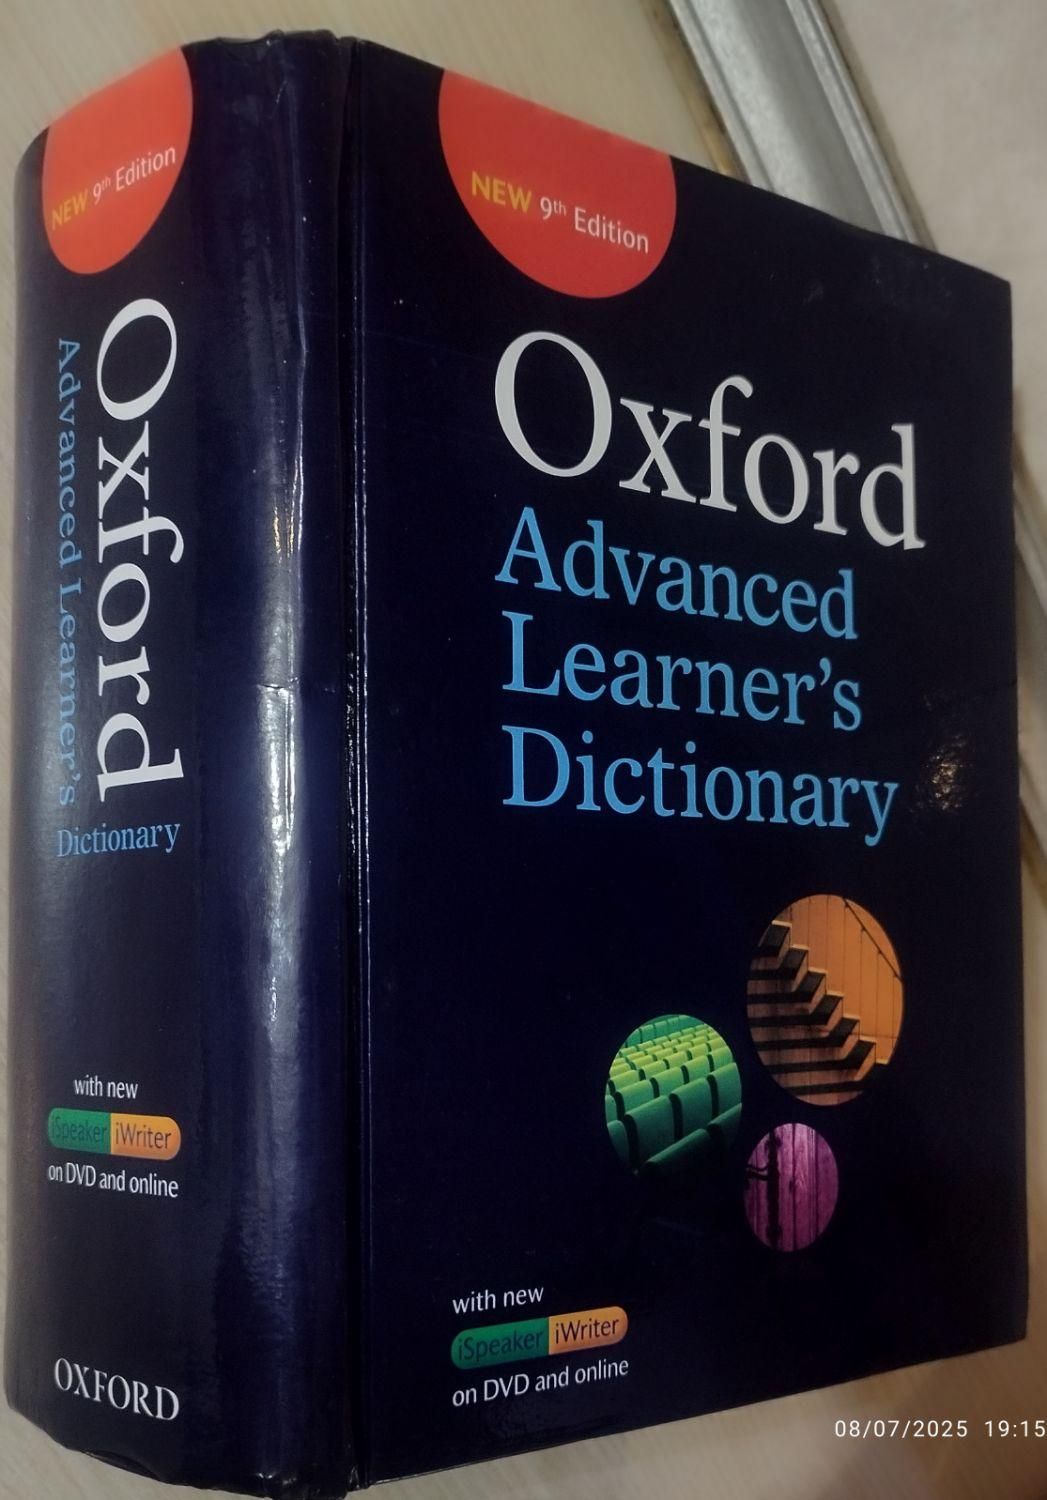 NEW 9th Edition
Oxford
Advanced Learner's
Dictionary
with new
iSpeaker iWriter
on DVD and online
OXFORD
NEW 9th Edition
Oxford
Advanced
Learner's
Dictionary
with new
iSpeaker iWriter
on DVD and online
08/07/2025 19:15